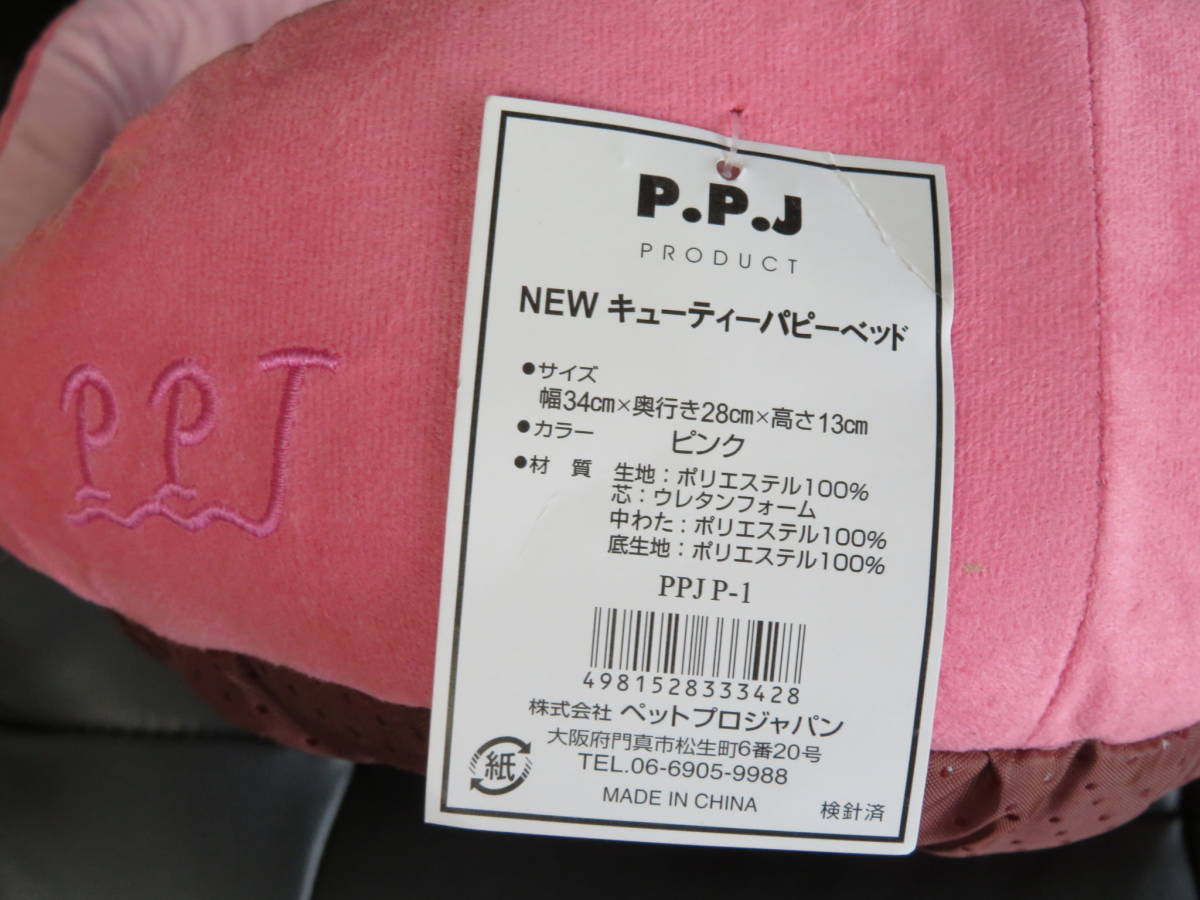 P.P.J
PRODUCT
NEW キューティーパピーベッド
●サイズ
幅34cm×奥行き28cm×高さ13cm
●カラー ピンク
●材 質 生地：ポリエステル100%
芯：ウレタンフォーム
中わた：ポリエステル100%
底生地：ポリエステル100%
PPJ P-1
4981528333428
株式会社 ペットプロジャパン
大阪府門真市松生町6番20号
TEL.06-6905-9988
MADE IN CHINA
紙
検針済
PPJ